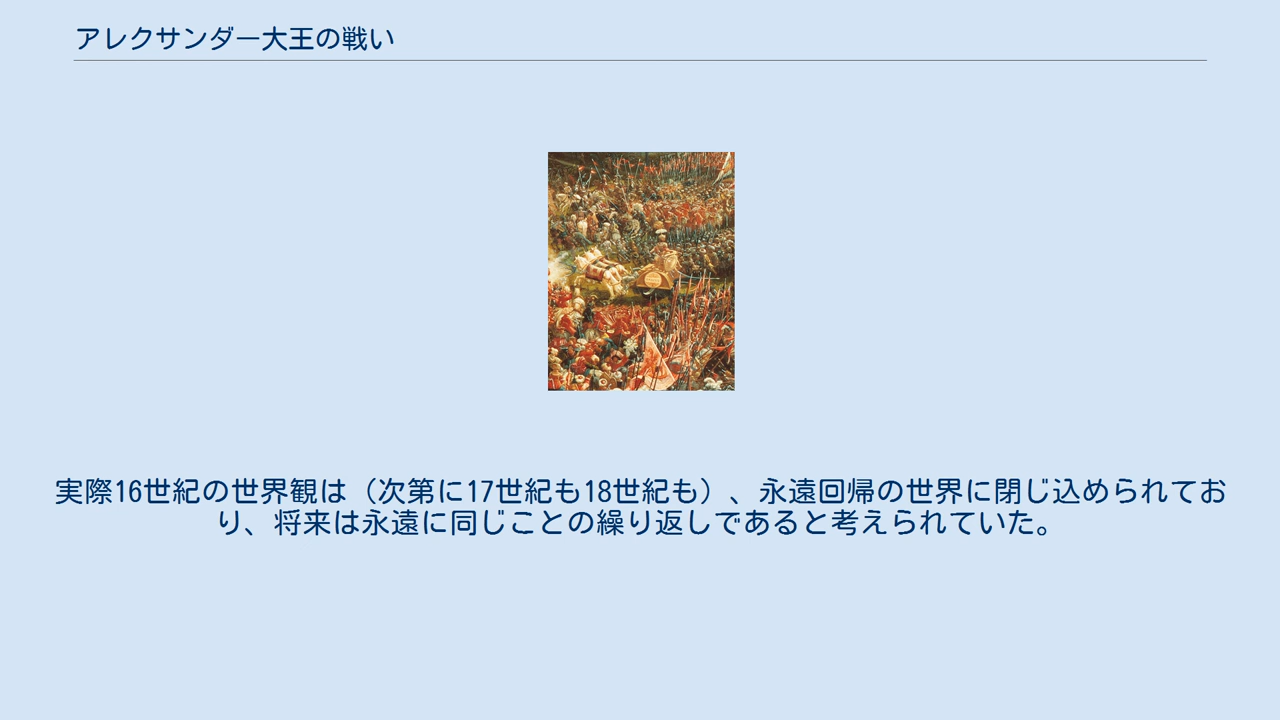 アレクサンダー大王の戦い
実際16世紀の世界観は（次第に17世紀も18世紀も）、永遠回帰の世界に閉じ込められてお
り、将来は永遠に同じことの繰り返しであると考えられていた。